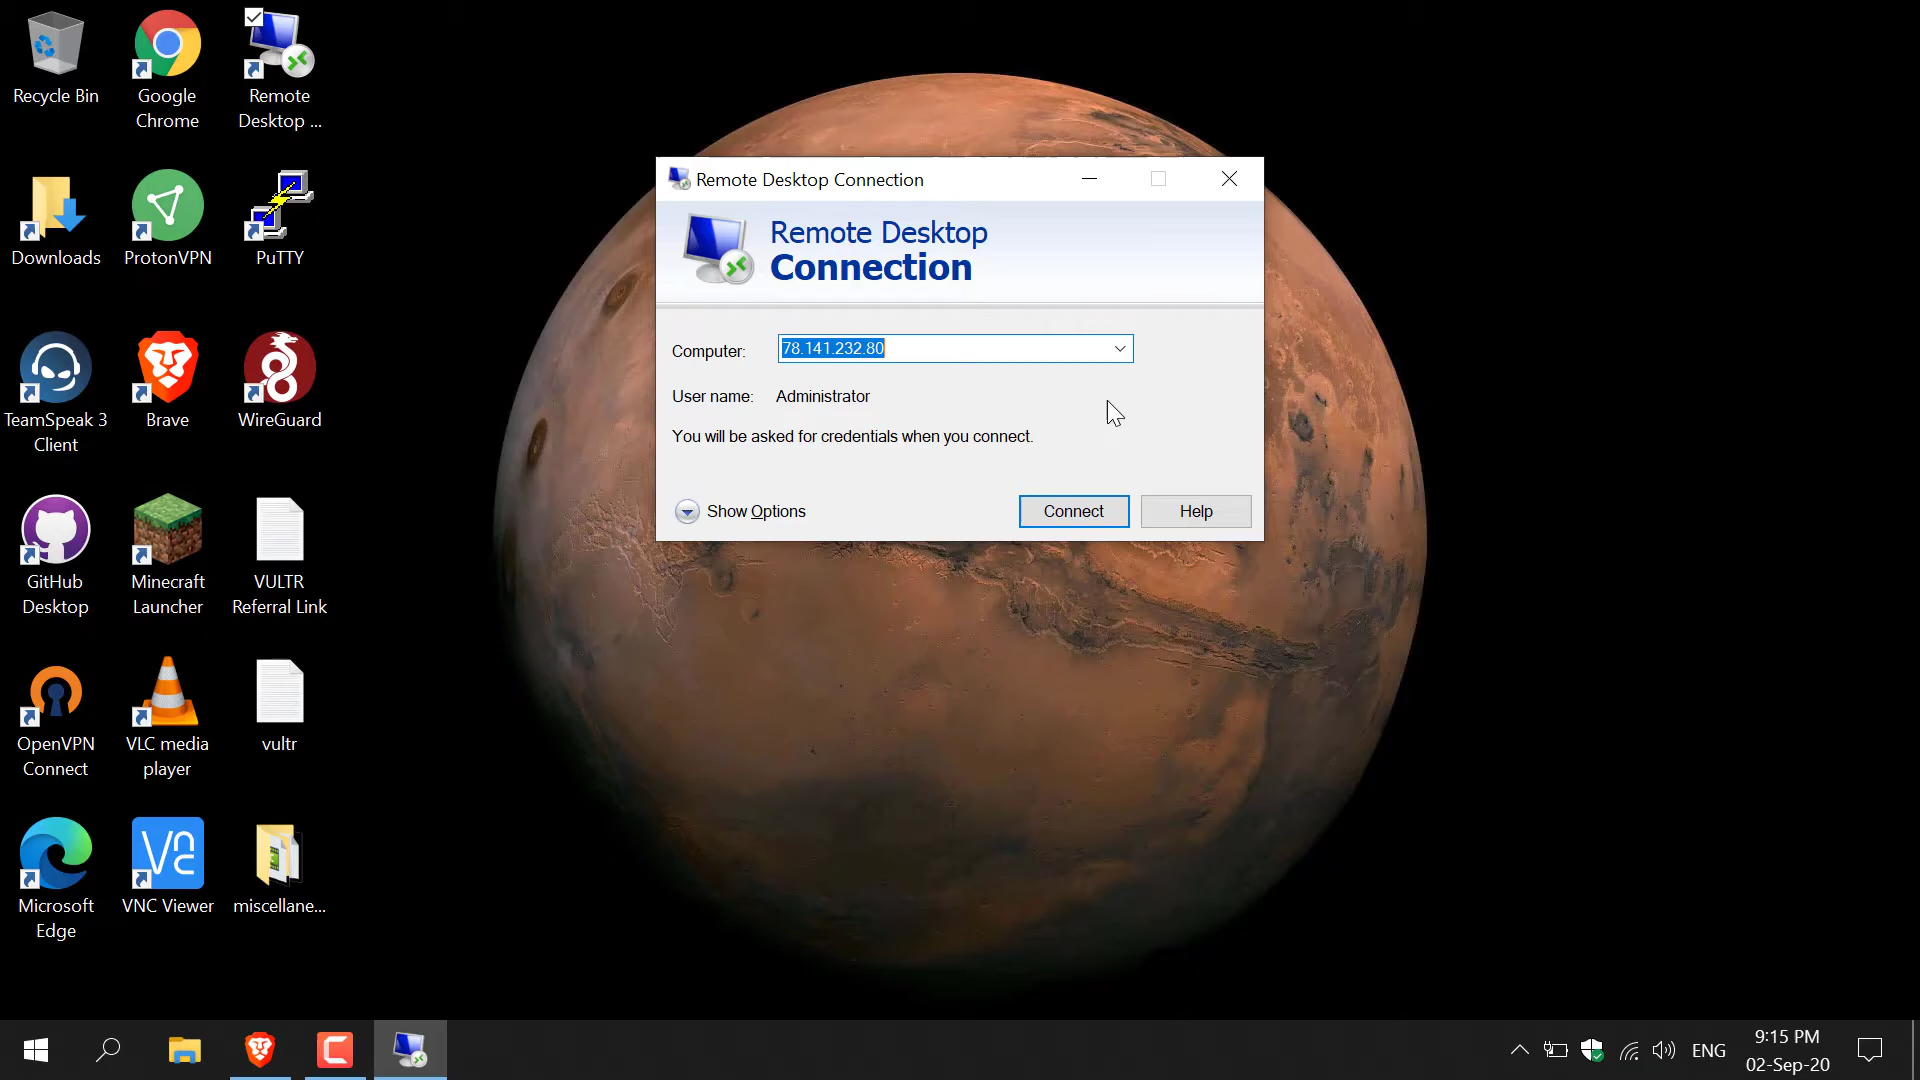 Recycle Bin
Google
Chrome
Remote
Desktop ...
Downloads
ProtonVPN
PuTTY
TeamSpeak 3
Client
Brave
WireGuard
GitHub
Desktop
Minecraft
Launcher
VULTR
Referral Link
OpenVPN
Connect
VLC media
player
vultr
Microsoft
Edge
VNC Viewer
miscellane...
Remote Desktop Connection
Remote Desktop
Connection
Computer: 78.141.232.80
User name: Administrator
You will be asked for credentials when you connect.
Show Options
Connect
Help
ENG
9:15 PM
02-Sep-20